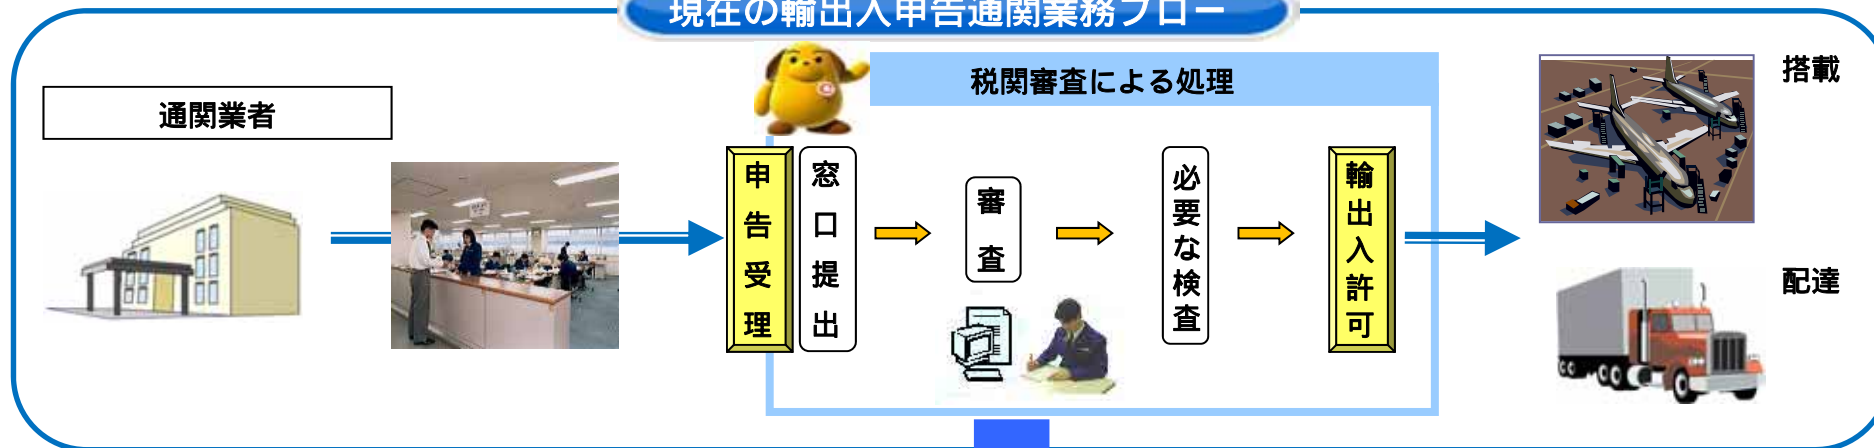 現在の輸出入申告通関業務フロー
税関審査による処理
通関業者
申告受理
窓口提出
審査
必要な検査
輸出入許可
搭載
配達